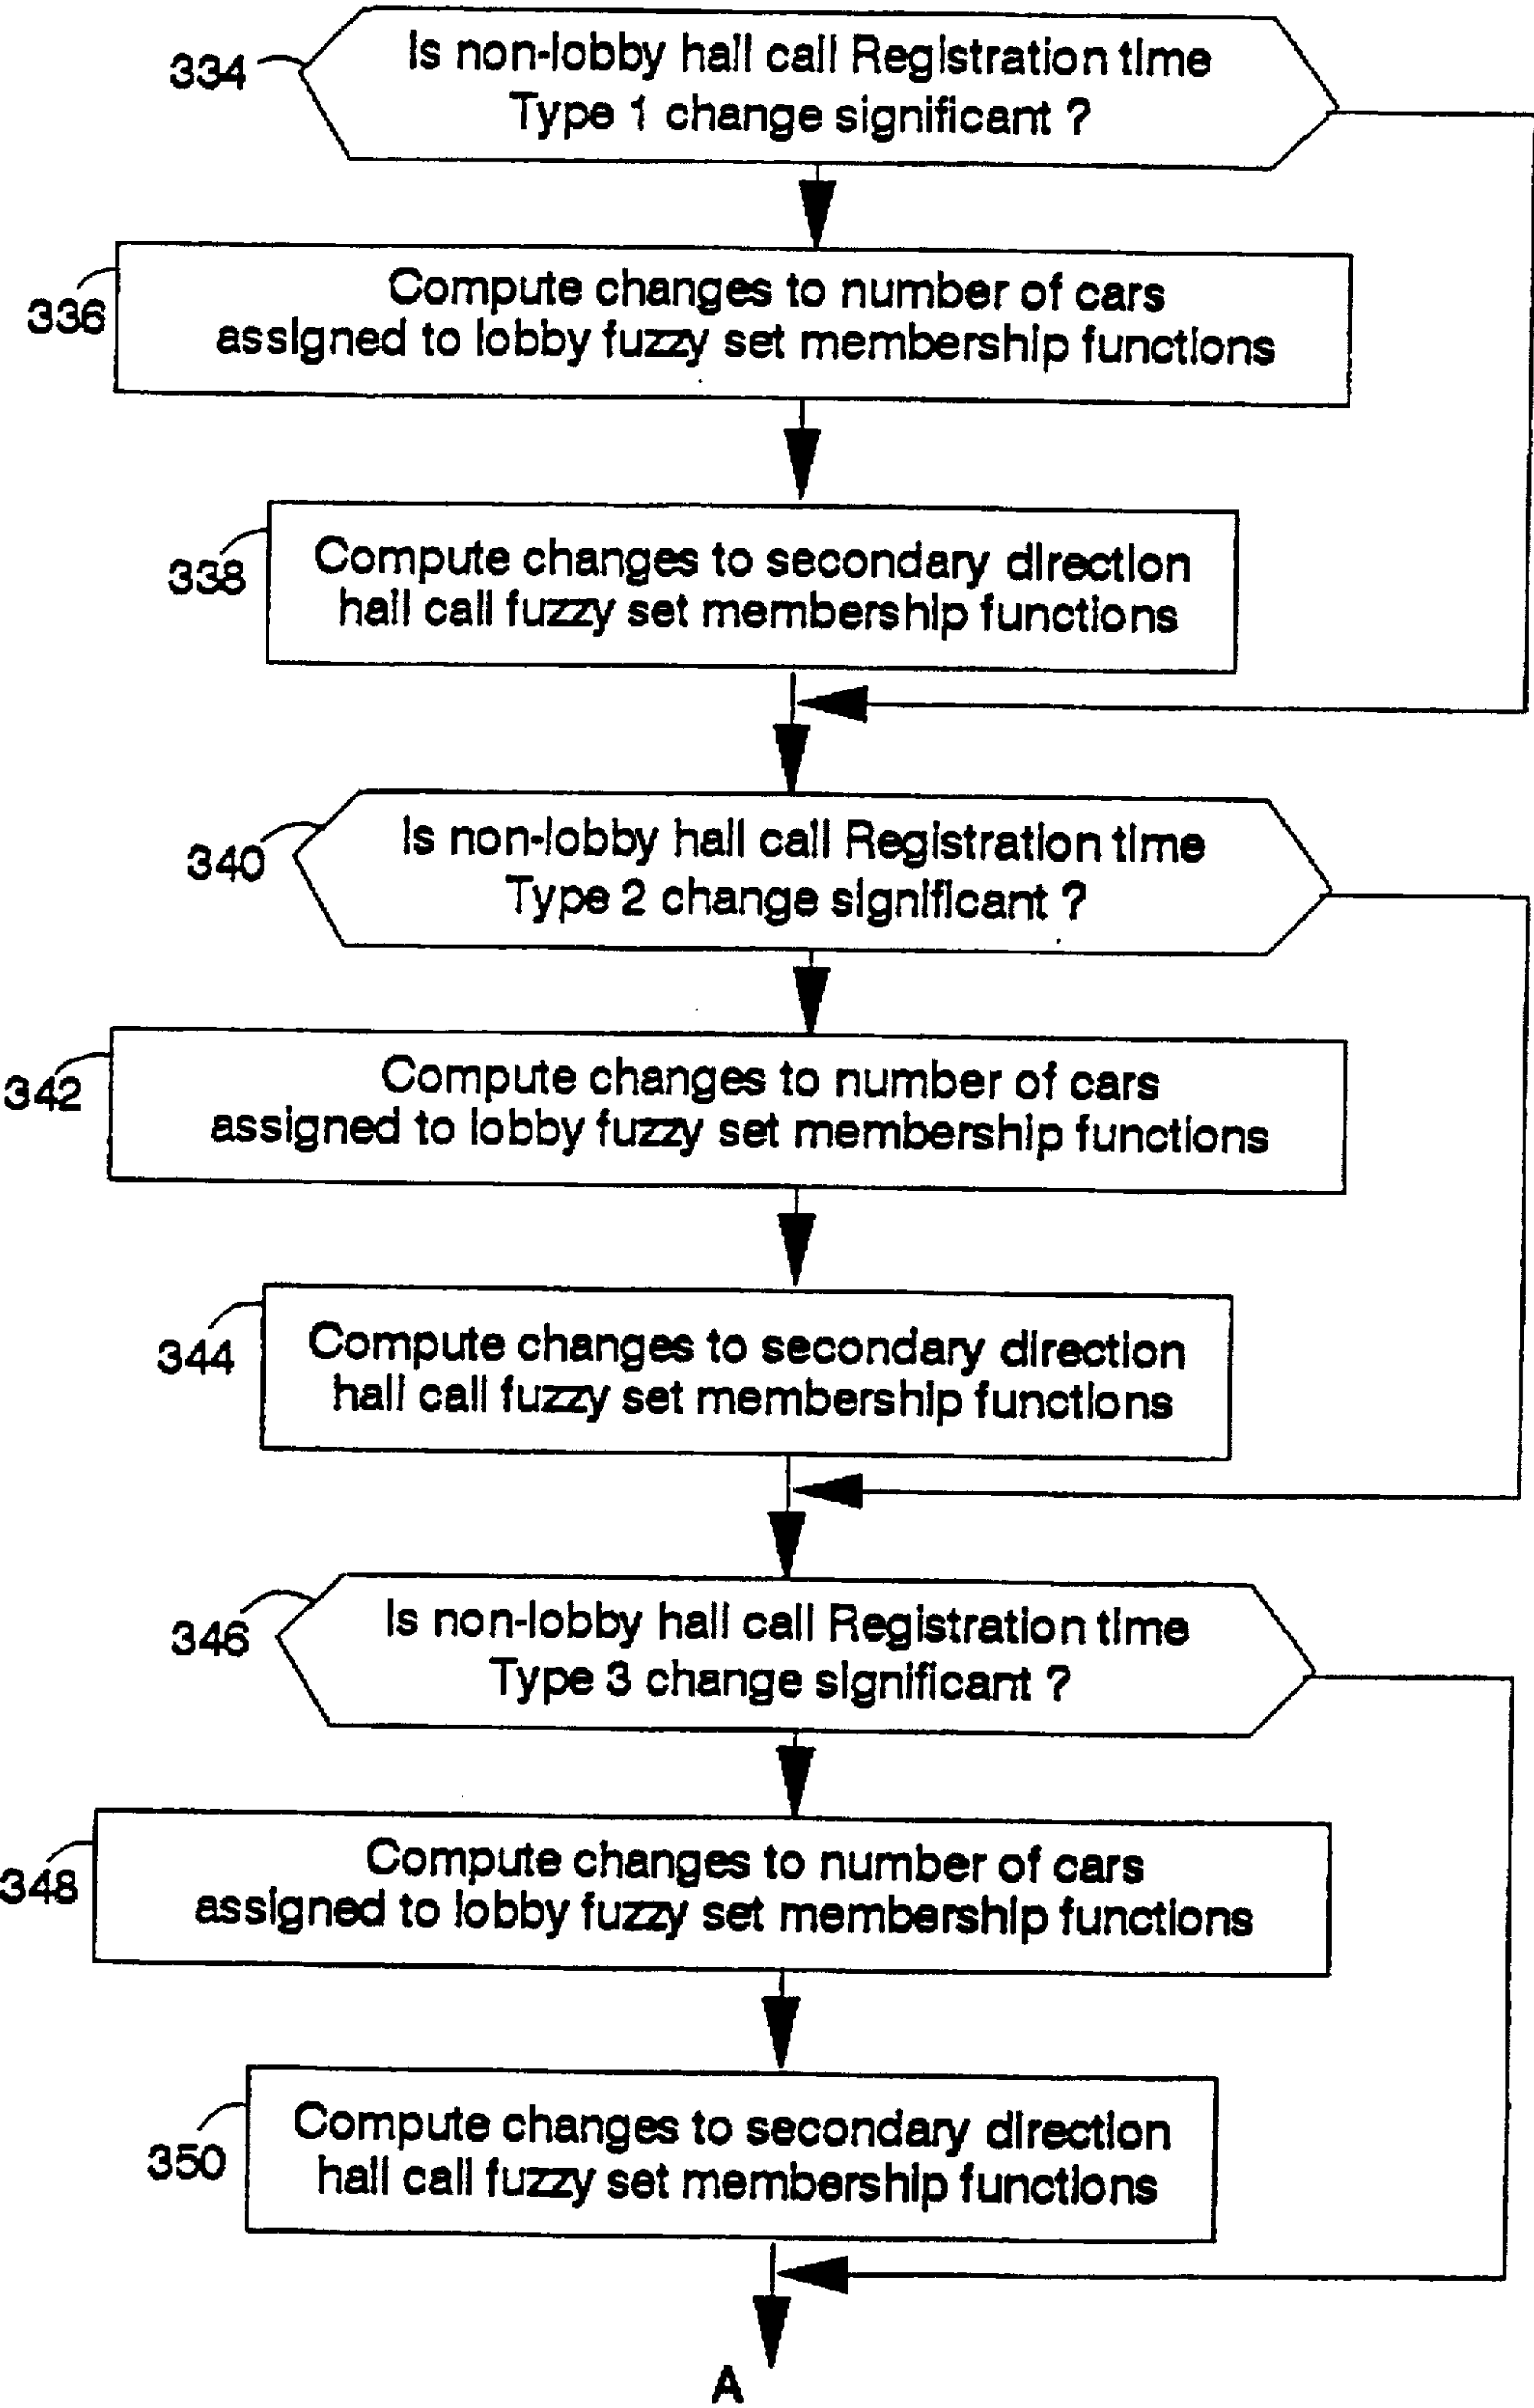 334
Is non-lobby hall call Registration time
Type 1 change significant ?
336
Compute changes to number of cars
assigned to lobby fuzzy set membership functions
338
Compute changes to secondary direction
hall call fuzzy set membership functions
340
Is non-lobby hall call Registration time
Type 2 change significant ?
342
Compute changes to number of cars
assigned to lobby fuzzy set membership functions
344
Compute changes to secondary direction
hall call fuzzy set membership functions
346
Is non-lobby hall call Registration time
Type 3 change significant ?
348
Compute changes to number of cars
assigned to lobby fuzzy set membership functions
350
Compute changes to secondary direction
hall call fuzzy set membership functions
A